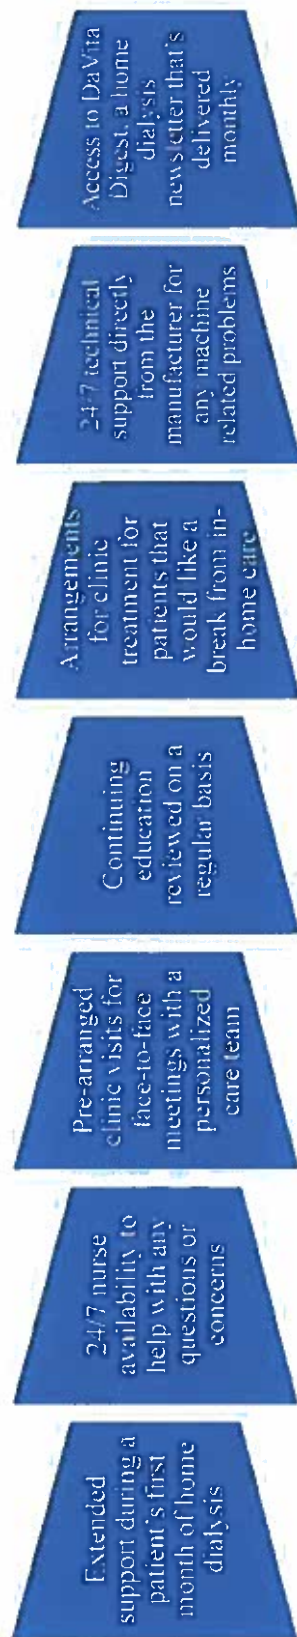 Extended
support during a
patient's first
month of home
dialysis
24/7 nurse
availability to
help with any
questions or
concerns
Pre-arranged
clinic visits for
face-to-face
meetings with a
personalized
care team
Continuing
education
reviewed on a
regular basis
Arrangements
for clinic
treatment for
patients that
would like a
break from in-
home care
24/7 technical
support directly
from the
manufacturer for
any machine
related problems
Access to DaVita
Digest, a home
dialysis
newsletter that's
delivered
monthly